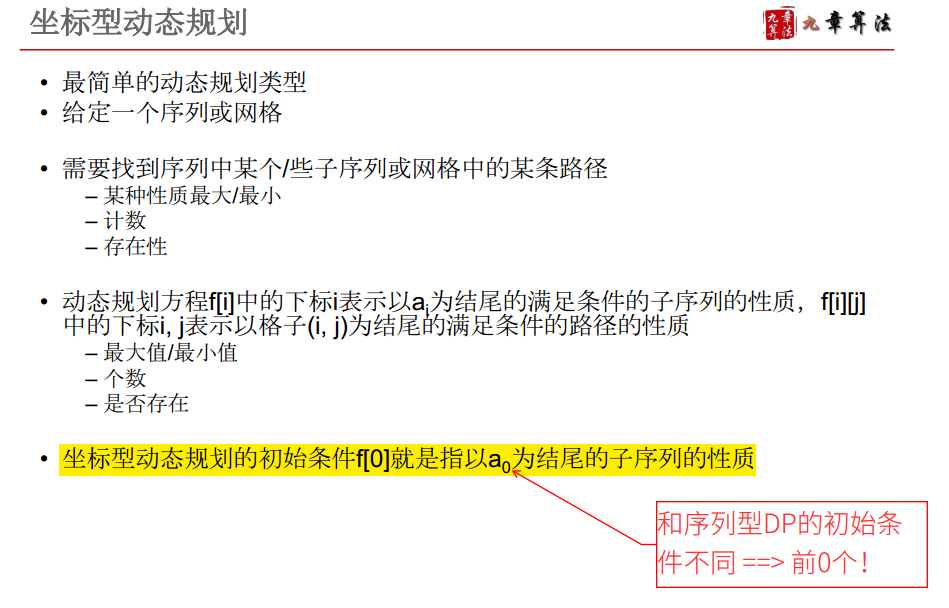 坐标型动态规划
九章算法 九章算法
• 最简单的动态规划类型
• 给定一个序列或网格
• 需要找到序列中某个/些子序列或网格中的某条路径
– 某种性质最大/最小
– 计数
– 存在性
• 动态规划方程f[i]中的下标i表示以aᵢ为结尾的满足条件的子序列的性质，f[i][j]
中的下标i, j表示以格子(i, j)为结尾的满足条件的路径的性质
– 最大值/最小值
– 个数
– 是否存在
• 坐标型动态规划的初始条件f[0]就是指以a₀为结尾的子序列的性质
和序列型DP的初始条
件不同 ==> 前0个！